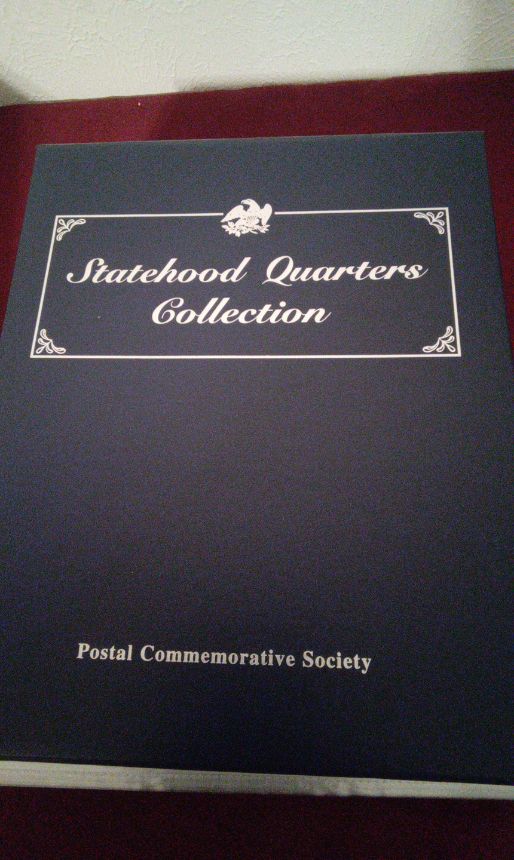 Statehood Quarters
Collection
Postal Commemorative Society